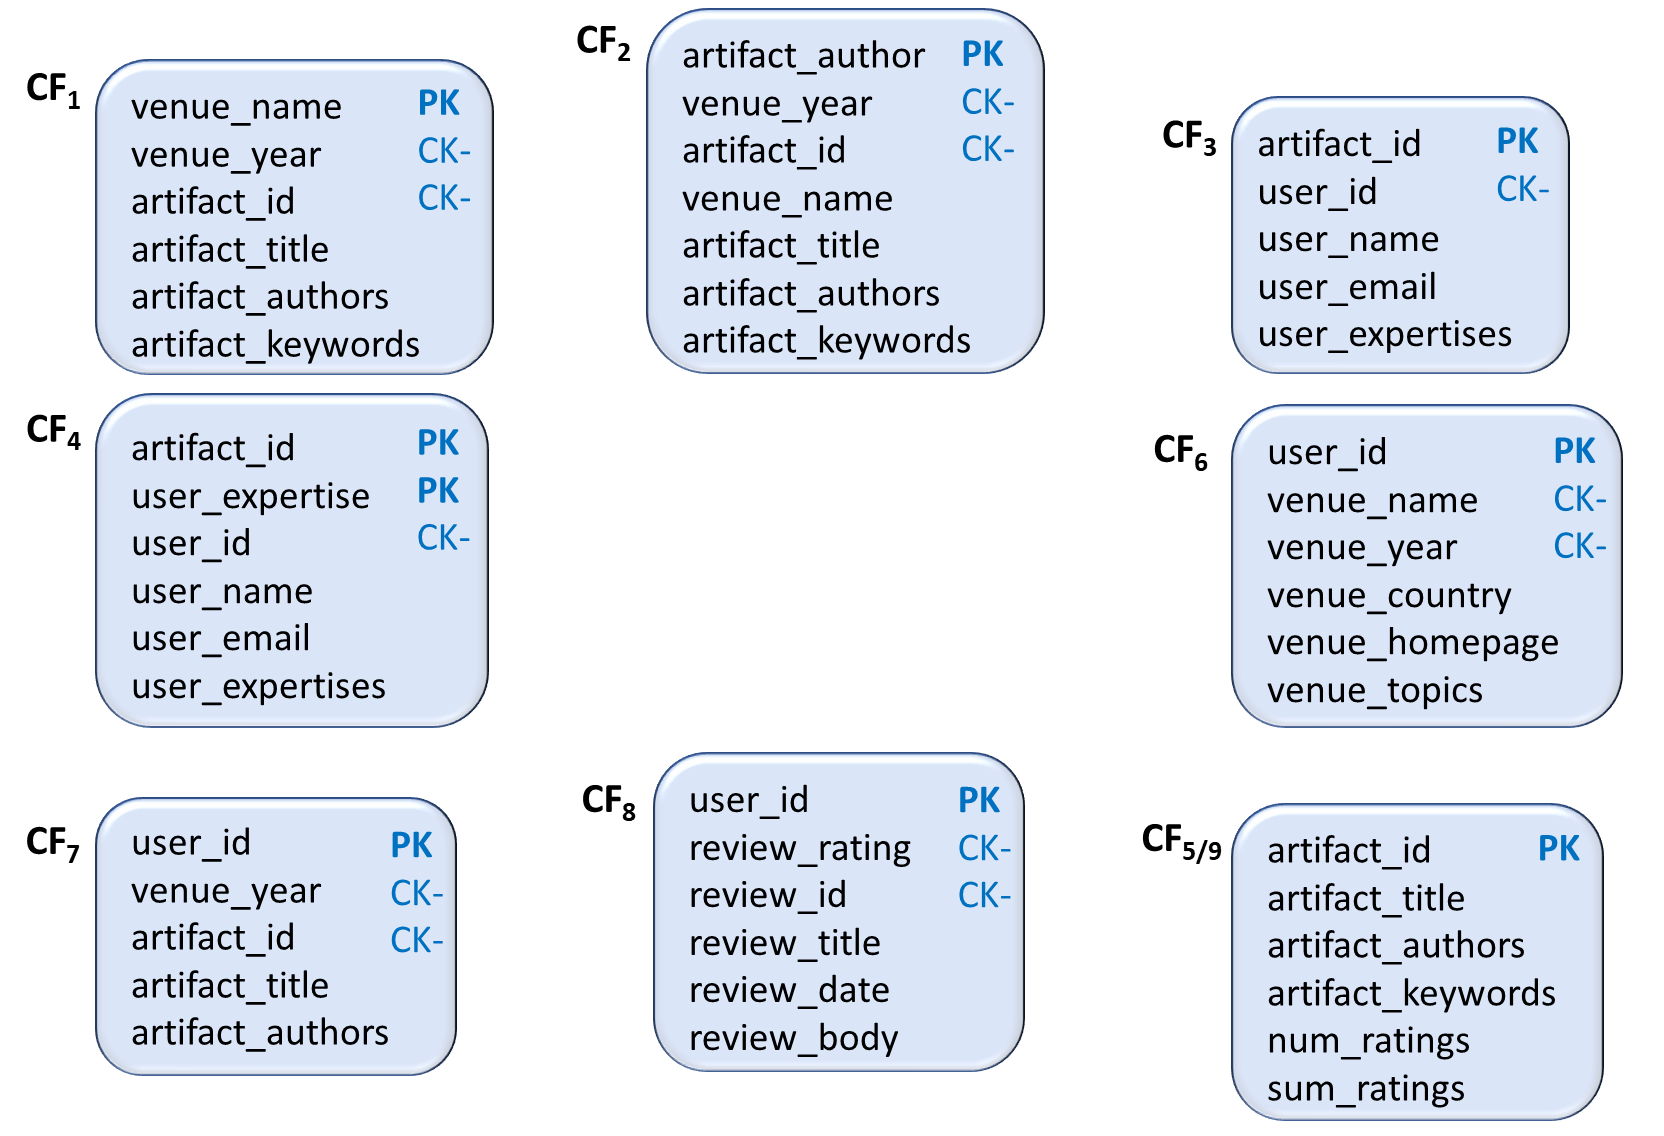 CF1
venue_name PK
venue_year CK-
artifact_id CK-
artifact_title
artifact_authors
artifact_keywords
CF2
artifact_author PK
venue_year CK-
artifact_id CK-
venue_name
artifact_title
artifact_authors
artifact_keywords
CF3
artifact_id PK
user_id CK-
user_name
user_email
user_expertises
CF4
artifact_id PK
user_expertise PK
user_id CK-
user_name
user_email
user_expertises
CF6
user_id PK
venue_name CK-
venue_year CK-
venue_country
venue_homepage
venue_topics
CF7
user_id PK
venue_year CK-
artifact_id CK-
artifact_title
artifact_authors
CF8
user_id PK
review_rating CK-
review_id CK-
review_title
review_date
review_body
CF5/9
artifact_id PK
artifact_title
artifact_authors
artifact_keywords
num_ratings
sum_ratings